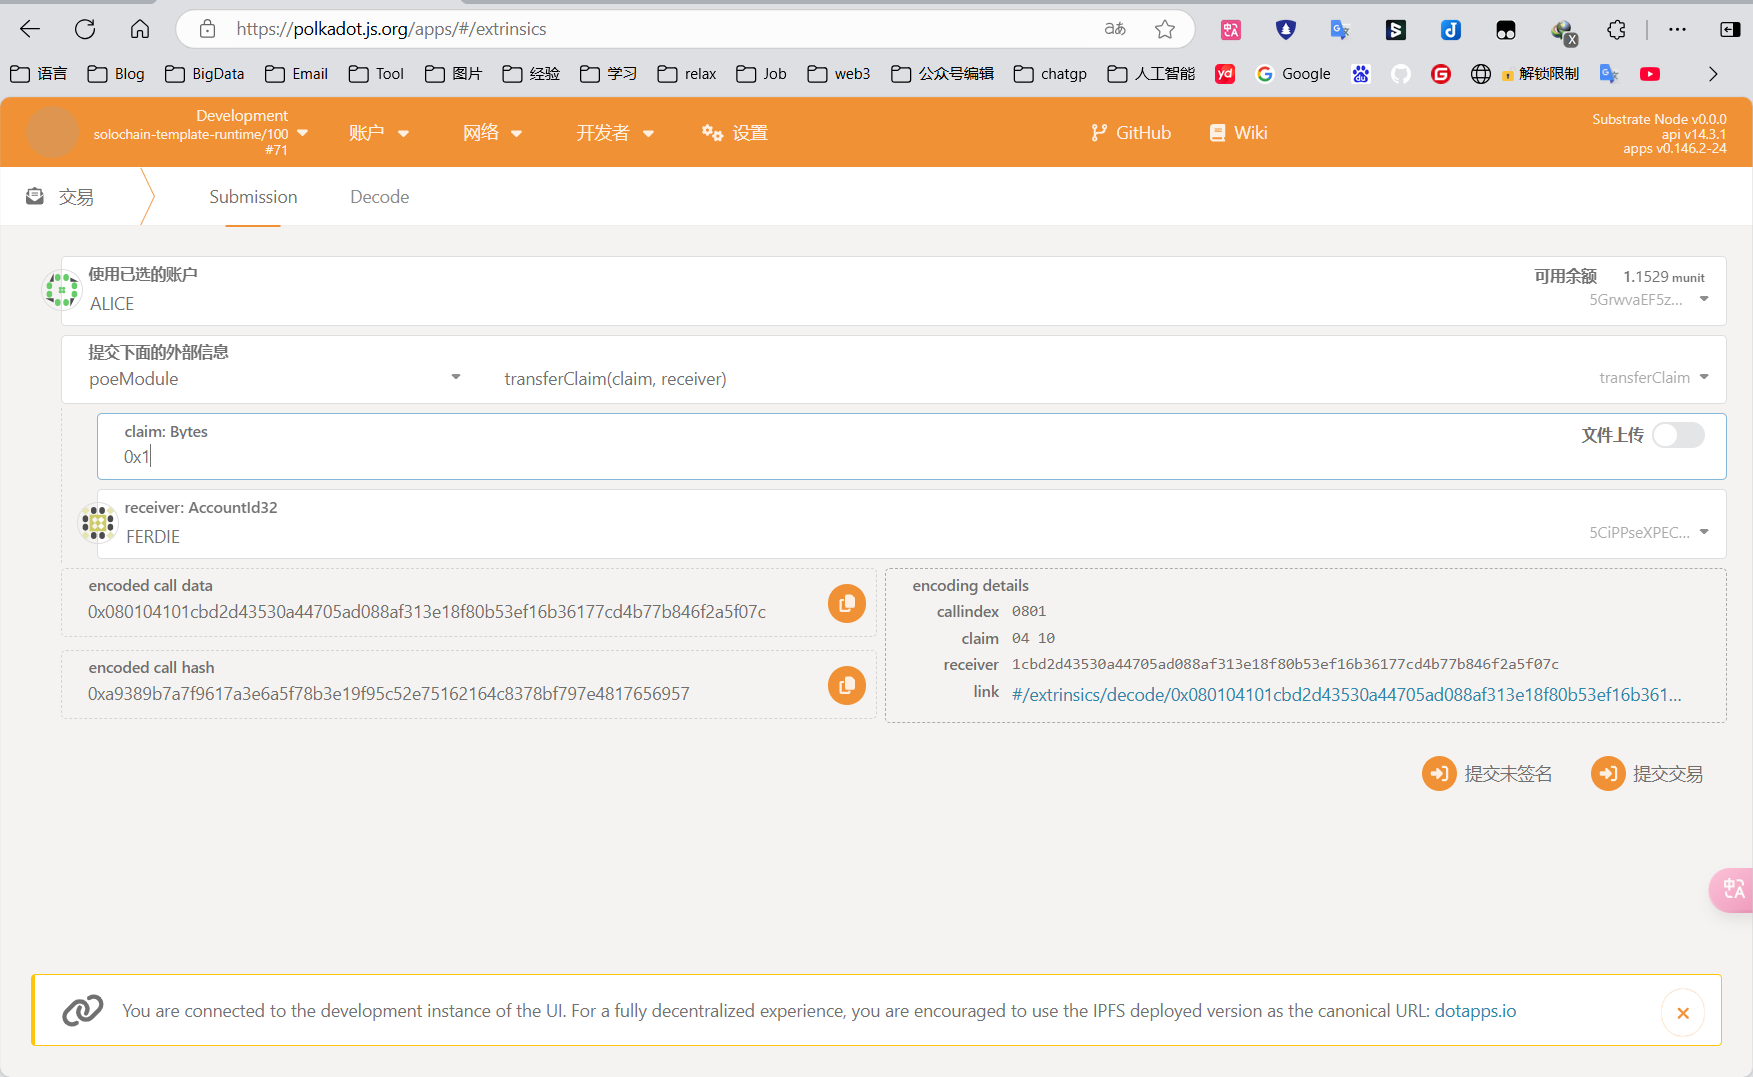 https://polkadot.js.org/apps/#/extrinsics
语言 Blog BigData Email Tool 图片 经验 学习 relax Job web3 公众号编辑 chatgp 人工智能 yd Google 解锁限制
Development
solochain-template-runtime/100
#71
账户 网络 开发者 设置 GitHub Wiki
Substrate Node v0.0.0
api v14.3.1
apps v0.146.2-24
交易 Submission Decode
使用已选的账户
ALICE
可用余额 1.1529 munit
5GrwvaEF5z...
提交下面的外部信息
poeModule transferClaim(claim, receiver) transferClaim
claim: Bytes
0x1
文件上传
receiver: AccountId32
FERDIE
5CiPPseXPEC...
encoded call data
0x080104101cbd2d43530a44705ad088af313e18f80b53ef16b36177cd4b77b846f2a5f07c
encoded call hash
0xa9389b7a7f9617a3e6a5f78b3e19f95c52e75162164c8378bf797e4817656957
encoding details
callindex 0801
claim 04 10
receiver 1cbd2d43530a44705ad088af313e18f80b53ef16b36177cd4b77b846f2a5f07c
link #/extrinsics/decode/0x080104101cbd2d43530a44705ad088af313e18f80b53ef16b361...
提交未签名 提交交易
You are connected to the development instance of the UI. For a fully decentralized experience, you are encouraged to use the IPFS deployed version as the canonical URL: dotapps.io